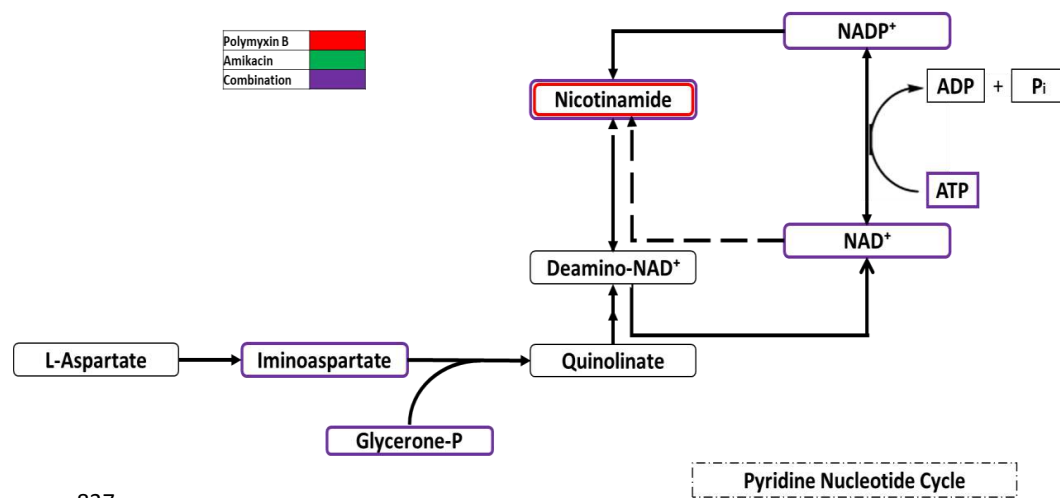 NADP⁺
Polymyxin B
Amikacin
Combination
ADP + Pi
Nicotinamide
ATP
NAD⁺
Deamino-NAD⁺
L-Aspartate
Iminoaspartate
Quinolinate
Glycerone-P
Pyridine Nucleotide Cycle